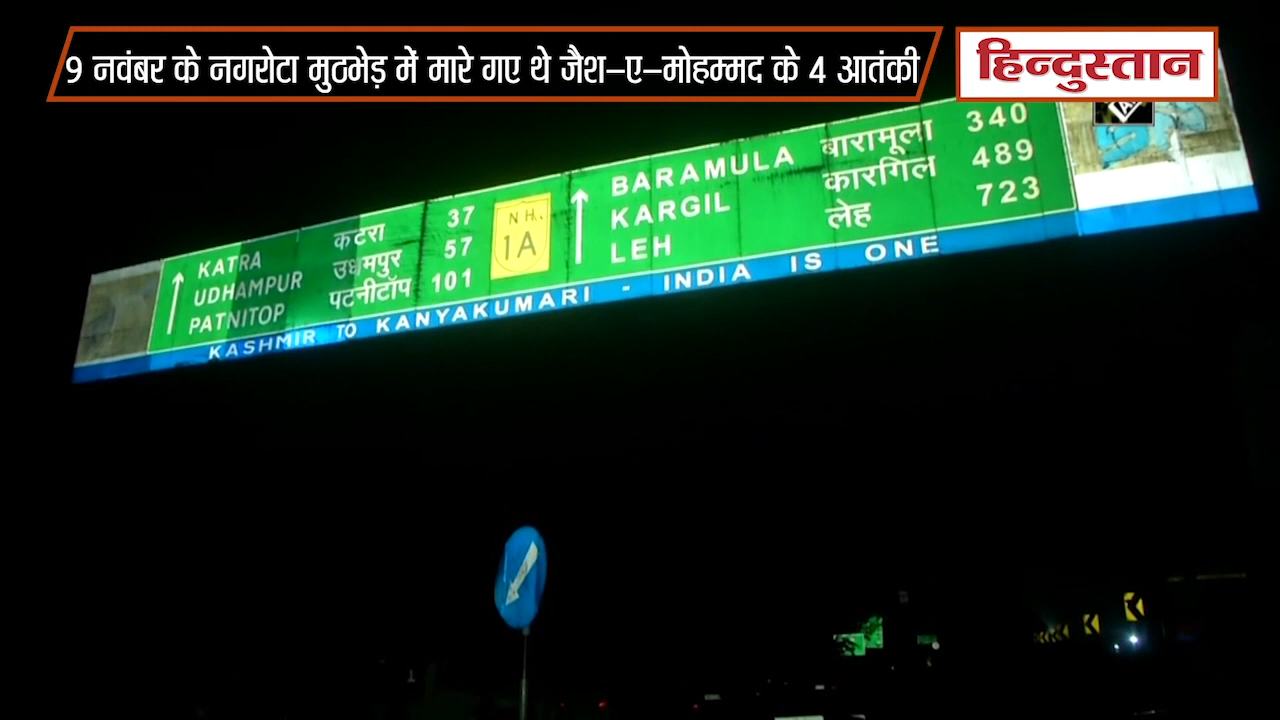 9 नवंबर के नगरोटा मुठभेड़ में मारे गए थे जैश-ए-मोहम्मद के 4 आतंकी
हिन्दुस्तान
KATRA कटरा 37
UDHAMPUR उधमपुर 57
PATNITOP पटनीटॉप 101
N.H.
1A
BARAMULA बारामूला 340
KARGIL कारगिल 489
LEH लेह 723
KASHMIR TO KANYAKUMARI - INDIA IS ONE